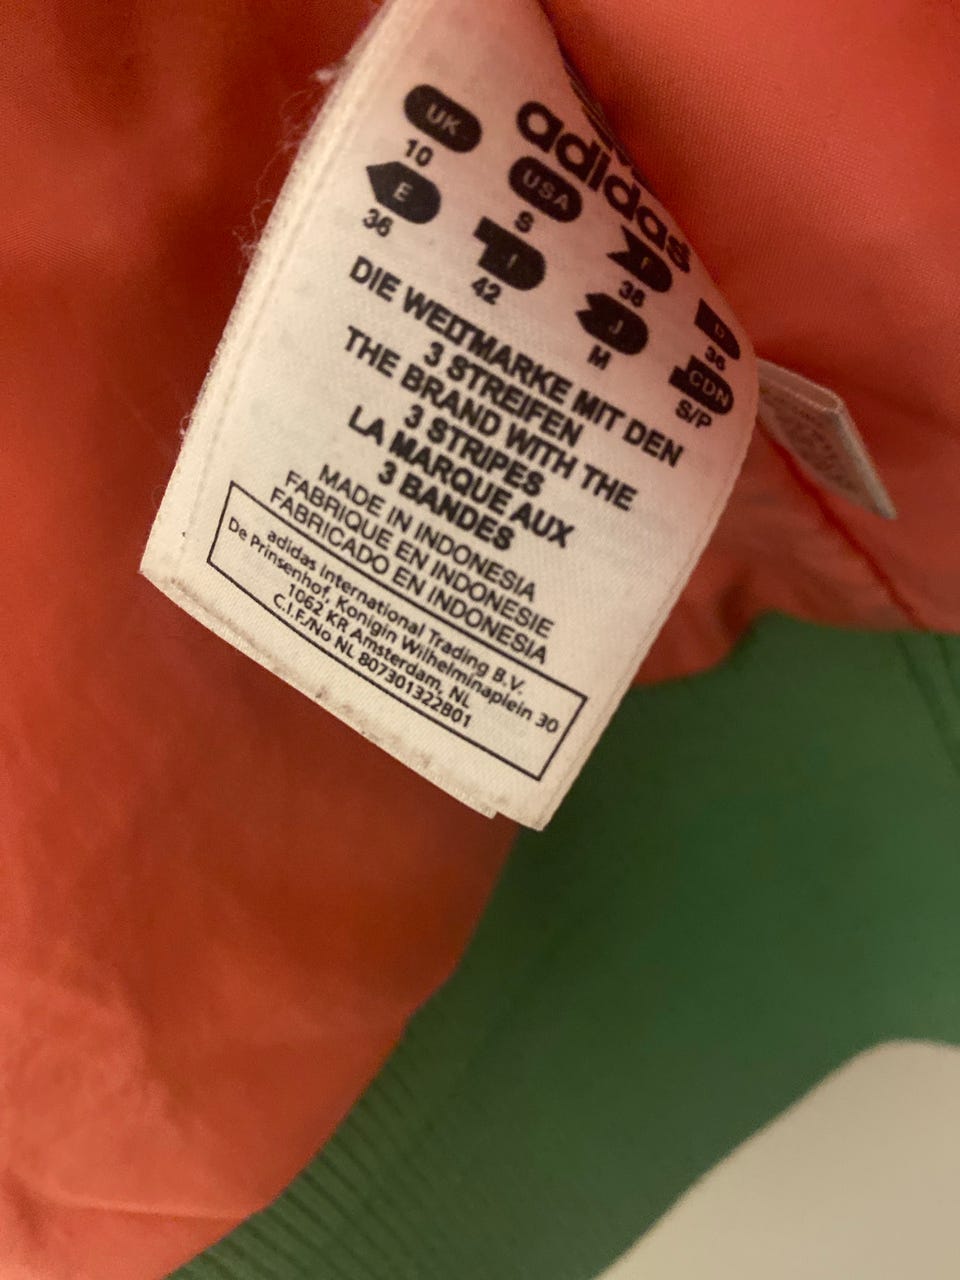 adidas
UK USA F D
10 S 38 36
E I J CDN
36 42 M S/P
DIE WELTMARKE MIT DEN
3 STREIFEN
THE BRAND WITH THE
3 STRIPES
LA MARQUE AUX
3 BANDES
MADE IN INDONESIA
FABRIQUE EN INDONESIE
FABRICADO EN INDONESIA
adidas International Trading B.V.
De Prinsenhof, Konigin Wilhelminaplein 30
1062 KR Amsterdam, NL
C.I.F./No NL 807301322B01